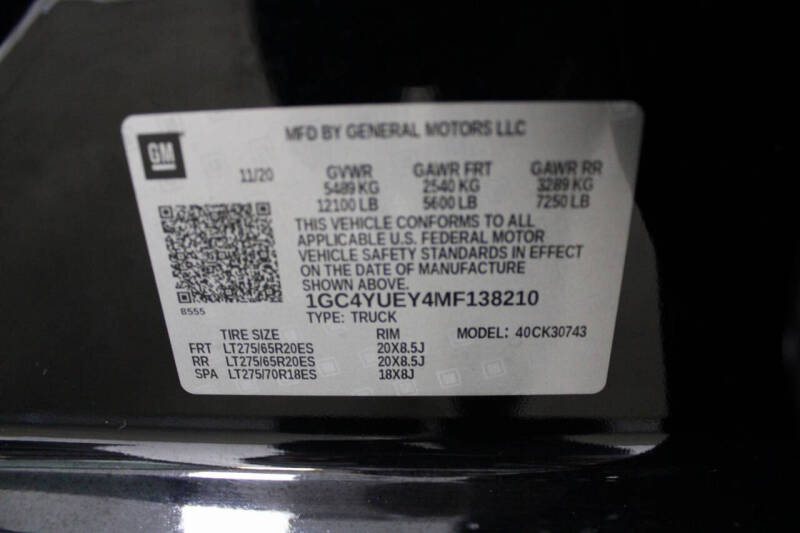 GM
MFD BY GENERAL MOTORS LLC
11/20
GVWR GAWR FRT GAWR RR
5489 KG 2540 KG 3289 KG
12100 LB 5600 LB 7250 LB
THIS VEHICLE CONFORMS TO ALL
APPLICABLE U.S. FEDERAL MOTOR
VEHICLE SAFETY STANDARDS IN EFFECT
ON THE DATE OF MANUFACTURE
SHOWN ABOVE.
1GC4YUEY4MF138210
8555
TYPE: TRUCK
TIRE SIZE RIM MODEL: 40CK30743
FRT LT275/65R20ES 20X8.5J
RR LT275/65R20ES 20X8.5J
SPA LT275/70R18ES 18X8J